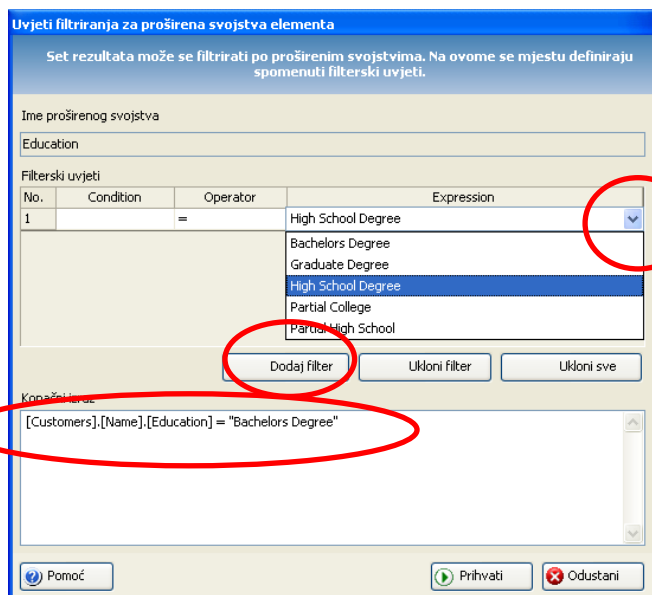 Uvjeti filtriranja za proširena svojstva elementa
Set rezultata može se filtrirati po proširenim svojstvima. Na ovome se mjestu definiraju
spomenuti filterski uvjeti.
Ime proširenog svojstva
Education
Filterski uvjeti
No. Condition Operator Expression
1 = High School Degree
Bachelors Degree
Graduate Degree
High School Degree
Partial College
Partial High School
Dodaj filter Ukloni filter Ukloni sve
Konačni izraz
[Customers].[Name].[Education] = "Bachelors Degree"
Pomoć Prihvati Odustani